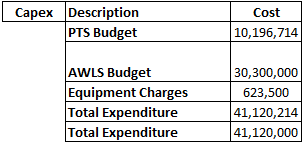 Capex Description Cost
PTS Budget 10,196,714
AWLS Budget 30,300,000
Equipment Charges 623,500
Total Expenditure 41,120,214
Total Expenditure 41,120,000